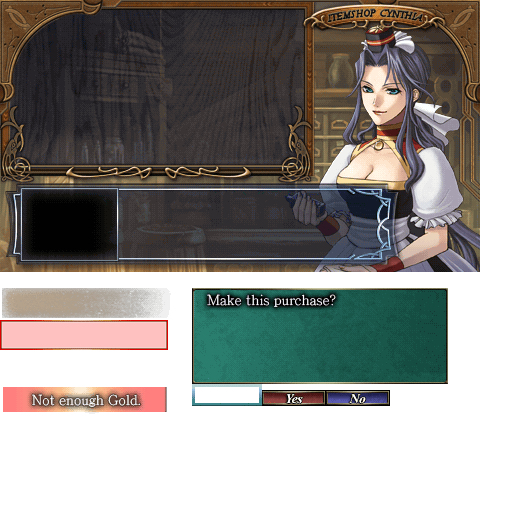 ITEMSHOP CYNTHIA
Make this purchase?
Yes
No
Not enough Gold.